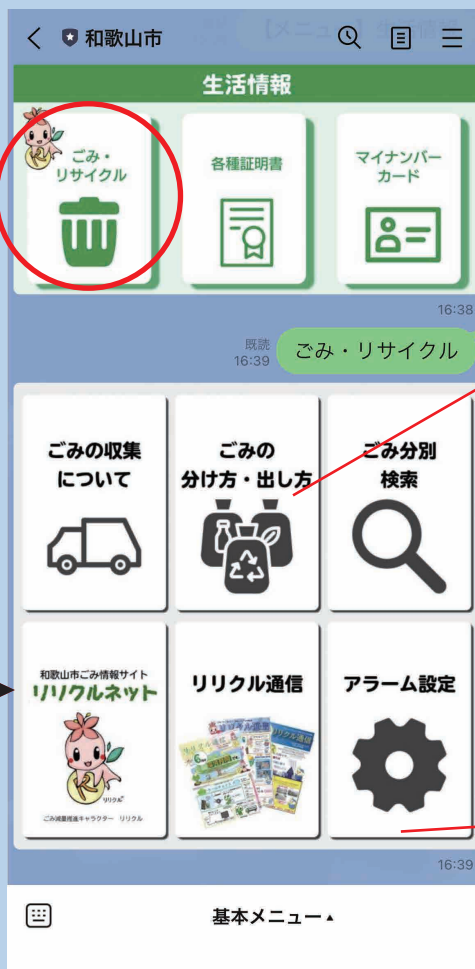 和歌山市
生活情報
ごみ・
リサイクル
各種証明書
マイナンバー
カード
16:38
既読
16:39
ごみ・リサイクル
ごみの収集
について
ごみの
分け方・出し方
ごみ分別
検索
和歌山市ごみ情報サイト
リリクルネット
リリクル
ごみ減量推進キャラクター リリクル
リリクル通信
アラーム設定
16:39
基本メニュー▲